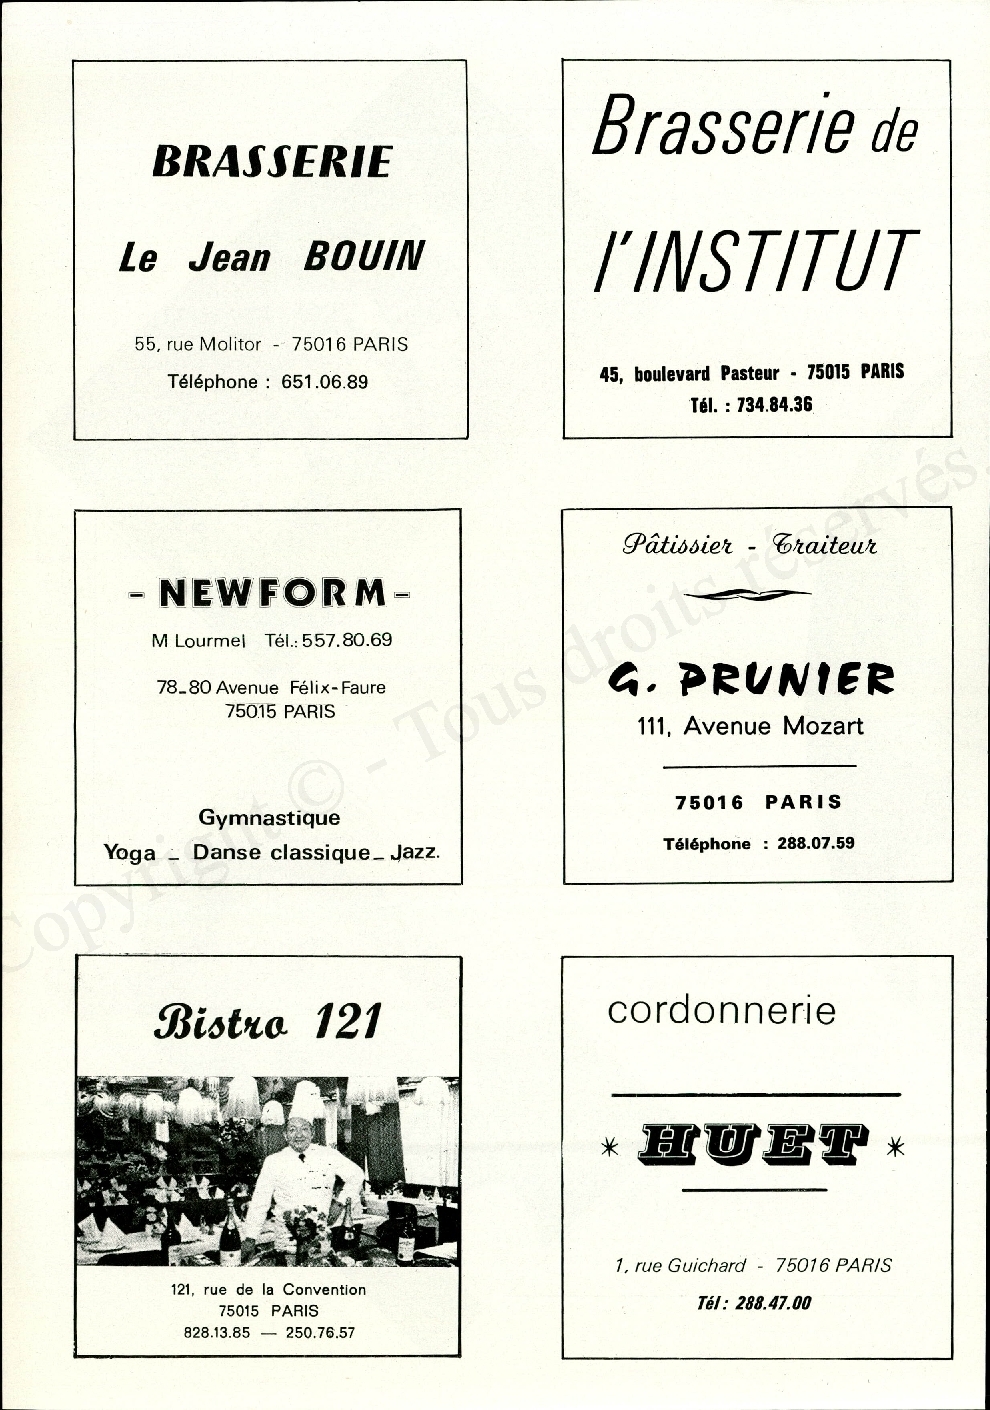 BRASSERIE
Le Jean BOUIN
55, rue Molitor - 75016 PARIS
Téléphone : 651.06.89
Brasserie de
l'INSTITUT
45, boulevard Pasteur - 75015 PARIS
Tél. : 734.84.36
- NEWFORM -
M Lourmel Tél.: 557.80.69
78_80 Avenue Félix-Faure
75015 PARIS
Gymnastique
Yoga _ Danse classique_ Jazz.
Pâtissier - Traiteur
G. PRUNIER
111, Avenue Mozart
75016 PARIS
Téléphone : 288.07.59
Bistro 121
121, rue de la Convention
75015 PARIS
828.13.85 — 250.76.57
cordonnerie
* HUET *
1, rue Guichard - 75016 PARIS
Tél : 288.47.00
Copyright © - Tous droits réservés.